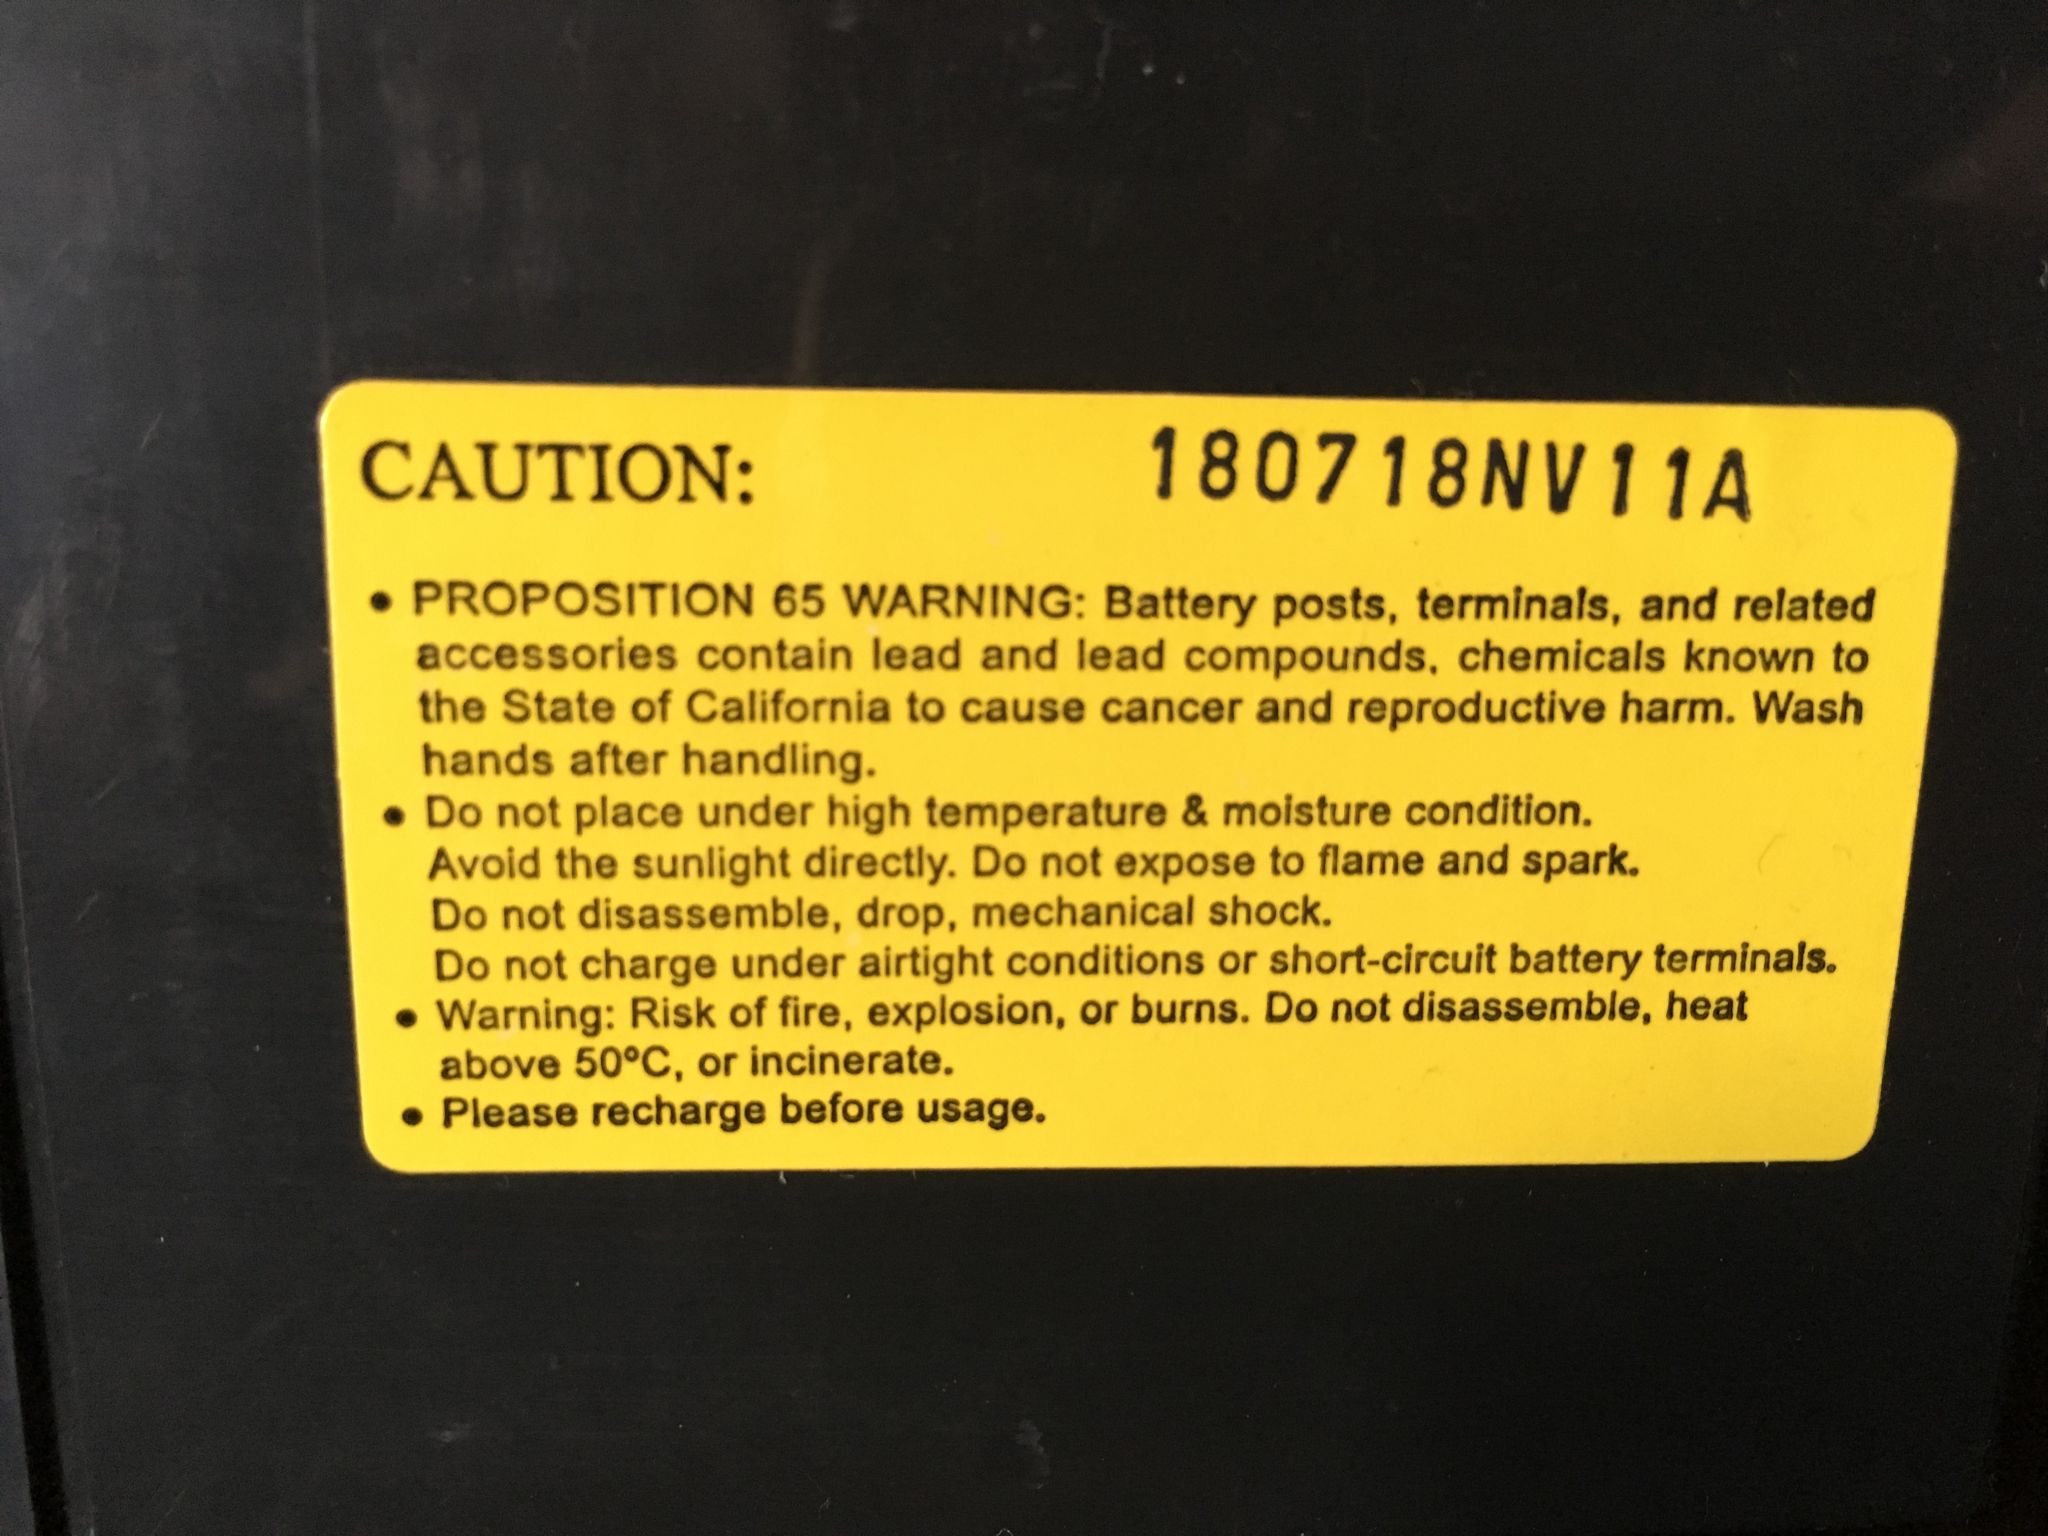 CAUTION: 180718NV11A
• PROPOSITION 65 WARNING: Battery posts, terminals, and related
accessories contain lead and lead compounds, chemicals known to
the State of California to cause cancer and reproductive harm. Wash
hands after handling.
• Do not place under high temperature & moisture condition.
Avoid the sunlight directly. Do not expose to flame and spark.
Do not disassemble, drop, mechanical shock.
Do not charge under airtight conditions or short-circuit battery terminals.
• Warning: Risk of fire, explosion, or burns. Do not disassemble, heat
above 50°C, or incinerate.
• Please recharge before usage.